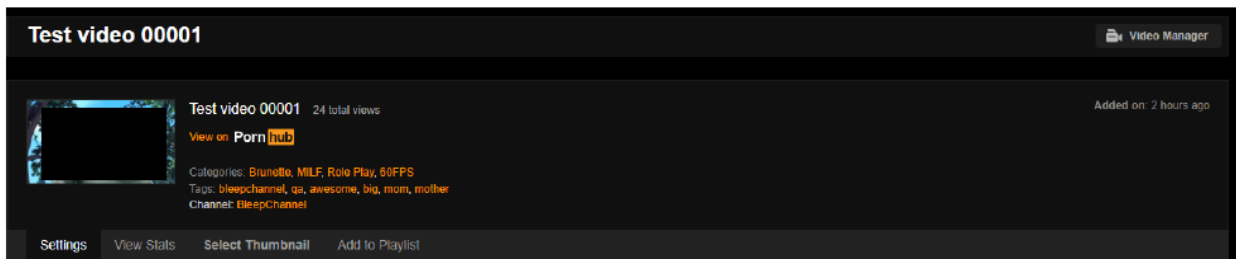 Test video 00001
Video Manager
Test video 00001 24 total views
Added on: 2 hours ago
View on Porn hub
Categories: Brunette, MILF, Role Play, 60FPS
Tags: bleepchannel, qa, awesome, big, mom, mother
Channel: BleepChannel
Settings View Stats Select Thumbnail Add to Playlist